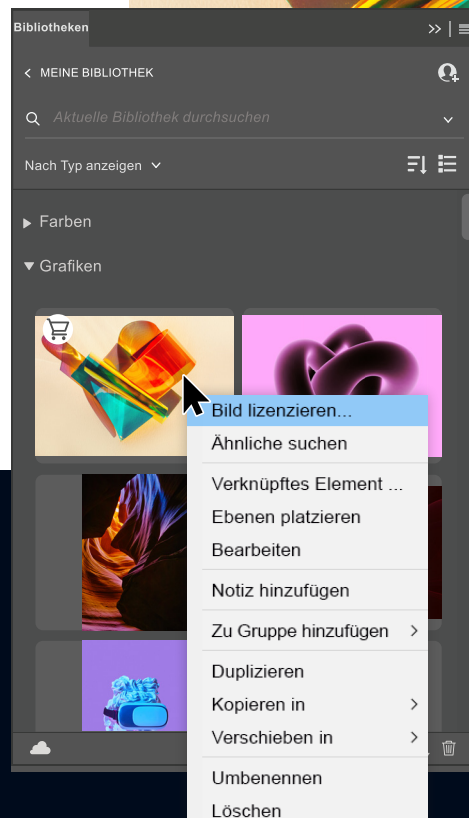 Bibliotheken
MEINE BIBLIOTHEK
Aktuelle Bibliothek durchsuchen
Nach Typ anzeigen
Farben
Grafiken
Bild lizenzieren...
Ähnliche suchen
Verknüpftes Element ...
Ebenen platzieren
Bearbeiten
Notiz hinzufügen
Zu Gruppe hinzufügen
Duplizieren
Kopieren in
Verschieben in
Umbenennen
Löschen